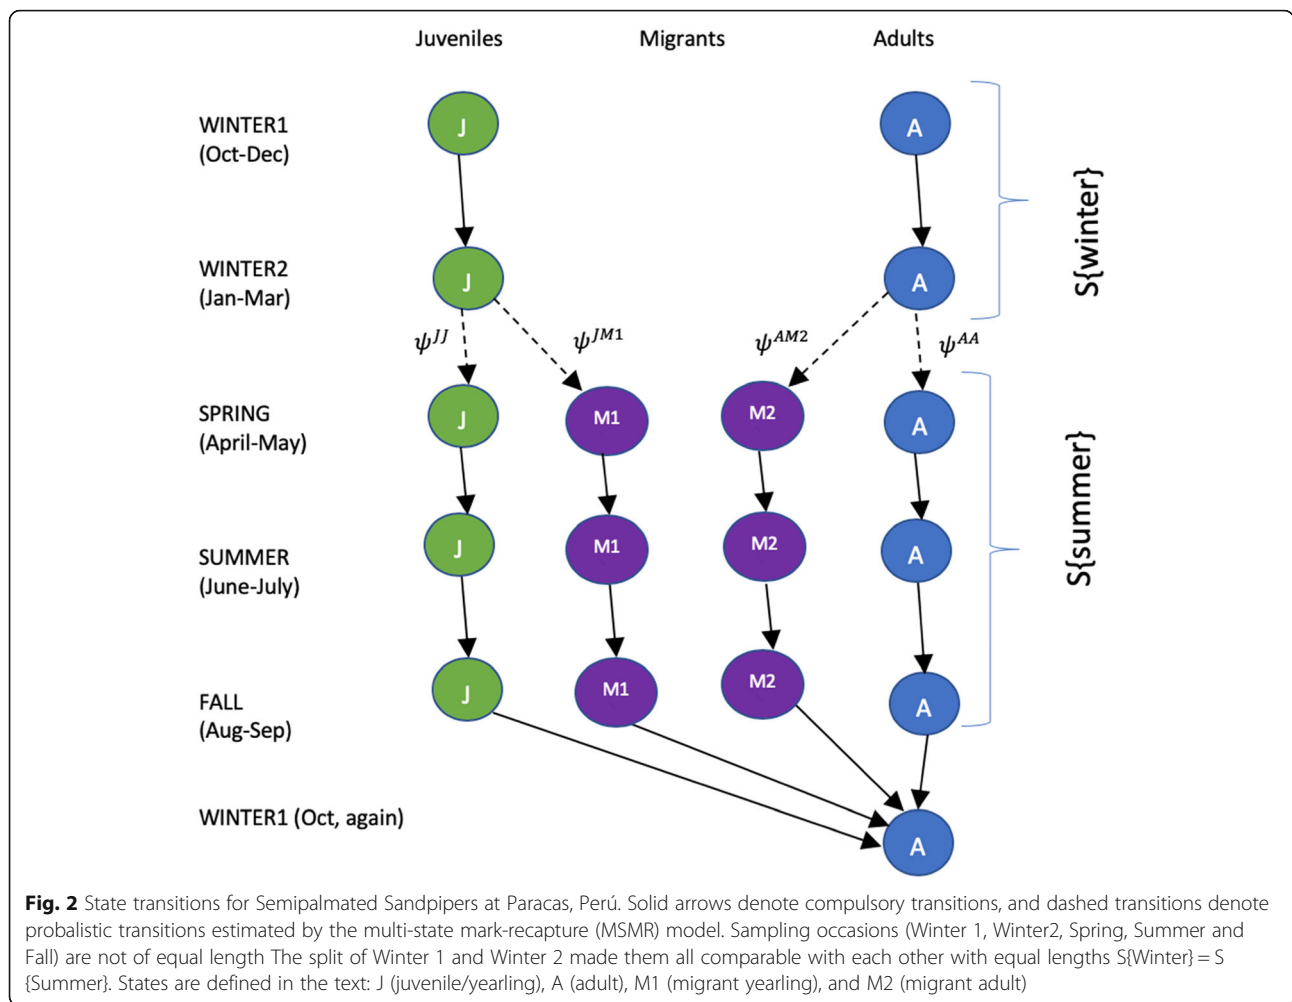 Juveniles Migrants Adults
WINTER1
(Oct-Dec)
J
A
S{winter}
WINTER2
(Jan-Mar)
J
A
ψ^JJ
ψ^JM1
ψ^AM2
ψ^AA
SPRING
(April-May)
J
M1
M2
A
S{summer}
SUMMER
(June-July)
J
M1
M2
A
FALL
(Aug-Sep)
J
M1
M2
A
WINTER1 (Oct, again)
A
Fig. 2 State transitions for Semipalmated Sandpipers at Paracas, Perú. Solid arrows denote compulsory transitions, and dashed transitions denote
probalistic transitions estimated by the multi-state mark-recapture (MSMR) model. Sampling occasions (Winter 1, Winter2, Spring, Summer and
Fall) are not of equal length The split of Winter 1 and Winter 2 made them all comparable with each other with equal lengths S{Winter} = S
{Summer}. States are defined in the text: J (juvenile/yearling), A (adult), M1 (migrant yearling), and M2 (migrant adult)